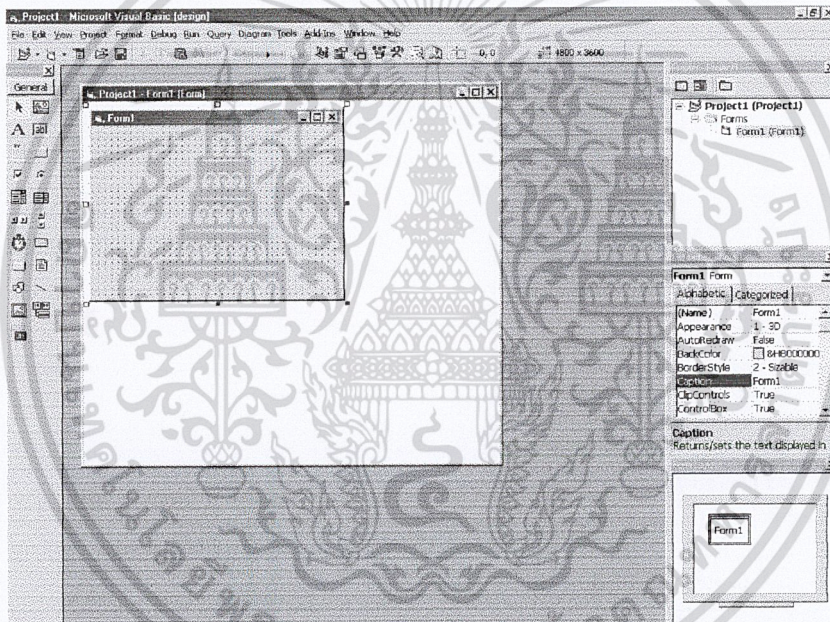 Project1 - Microsoft Visual Basic [design]
File Edit View Project Format Debug Run Query Diagram Tools Add-Ins Window Help
0, 0 4800 x 3600
General
Project1 - Form1 (Form)
Form1
Project1 (Project1)
Forms
Form1 (Form1)
Form1 Form
Alphabetic Categorized
(Name) Form1
Appearance 1 - 3D
AutoRedraw False
BackColor &H8000000
BorderStyle 2 - Sizable
Caption Form1
ClipControls True
ControlBox True
Caption
Returns/sets the text displayed in
Form1